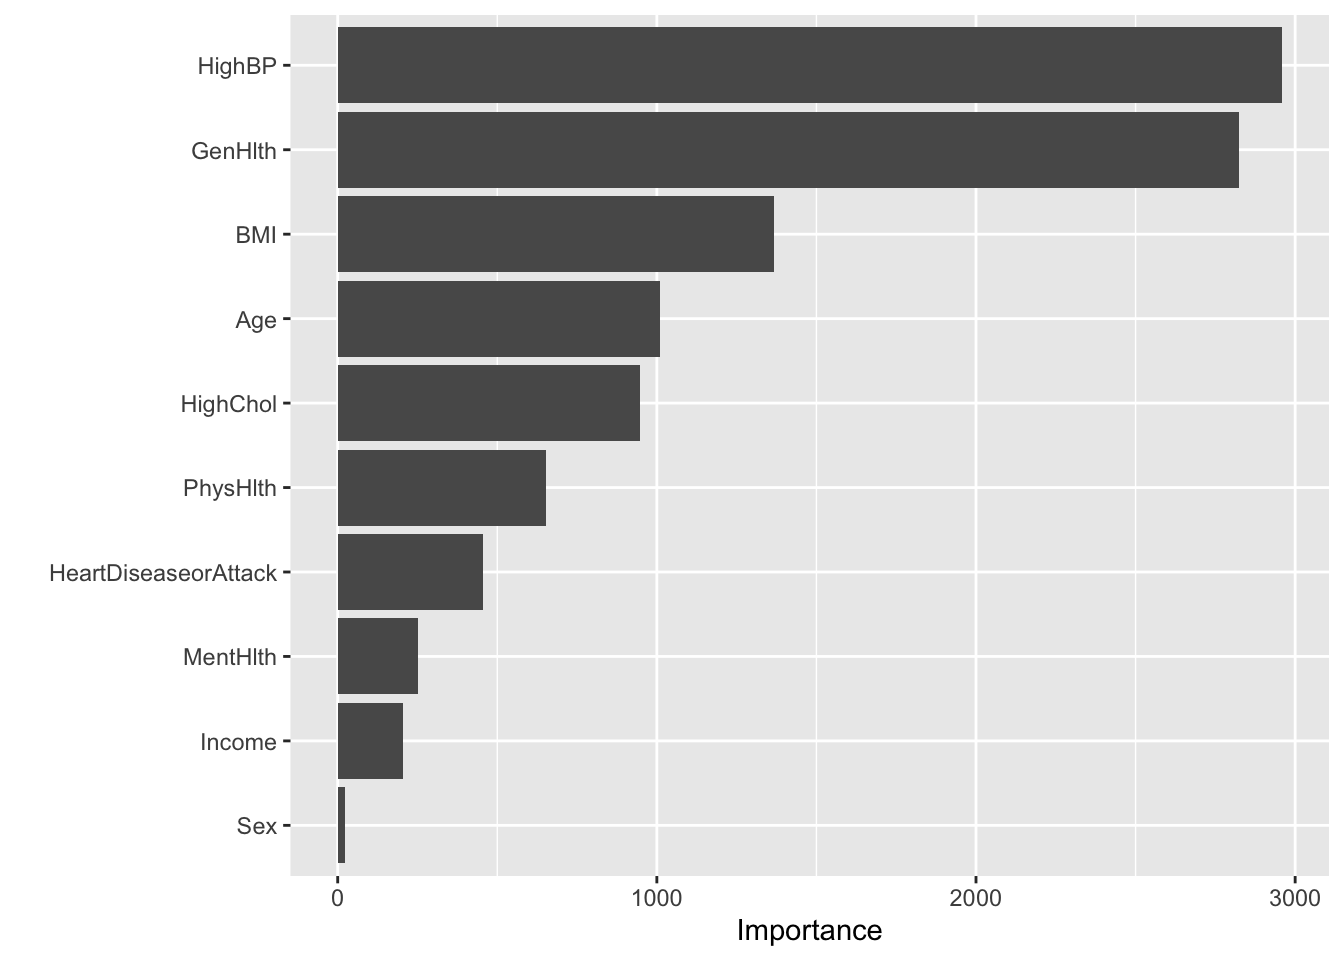 HighBP
GenHlth
BMI
Age
HighChol
PhysHlth
HeartDiseaseorAttack
MentHlth
Income
Sex
0 1000 2000 3000
Importance